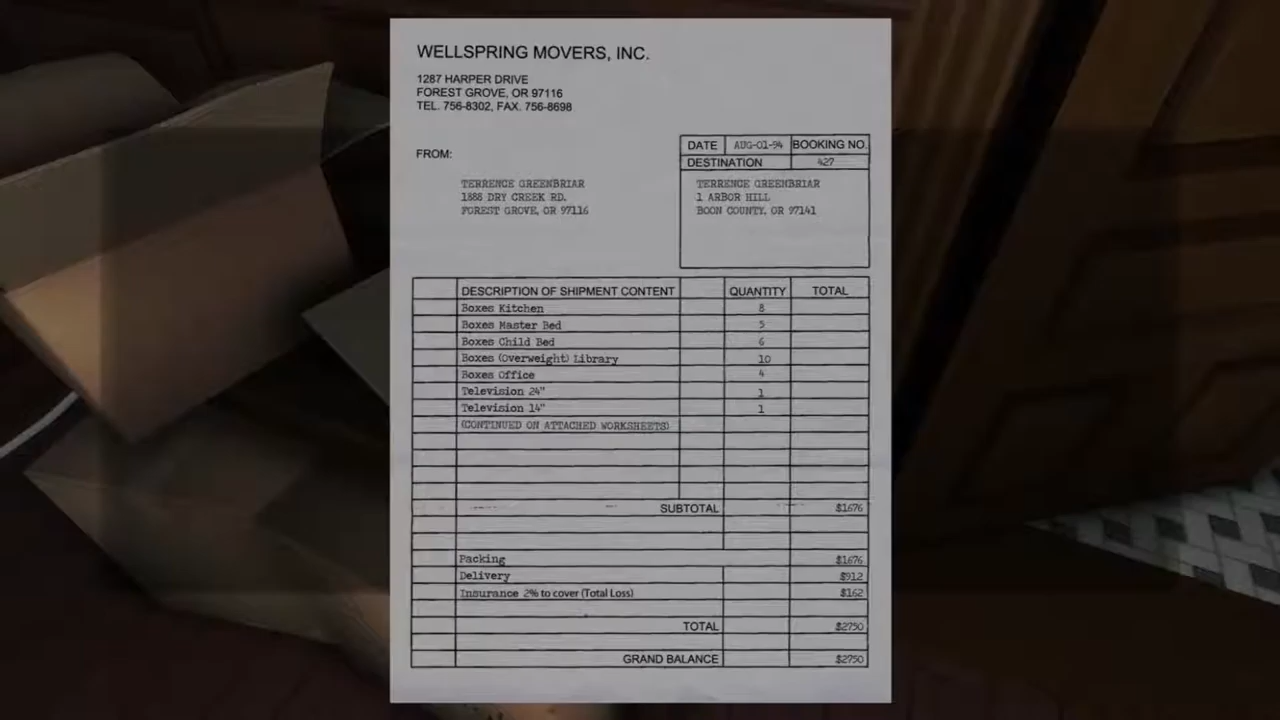 WELLSPRING MOVERS, INC.
1287 HARPER DRIVE
FOREST GROVE, OR 97116
TEL. 756-8302, FAX. 756-8698
FROM:
TERRENCE GREENBRIAR
1388 DRY CREEK RD.
FOREST GROVE, OR 97116
DATE AUG-01-94 BOOKING NO.
DESTINATION 427
TERRENCE GREENBRIAR
1 ARBOR HILL
BOON COUNTY, OR 97141
DESCRIPTION OF SHIPMENT CONTENT QUANTITY TOTAL
Boxes Kitchen 8
Boxes Master Bed 5
Boxes Child Bed 6
Boxes (Overweight) Library 10
Boxes Office 4
Television 24" 1
Television 14" 1
(CONTINUED ON ATTACHED WORKSHEETS)
SUBTOTAL $1676
Packing $1676
Delivery $912
Insurance 2% to cover (Total Loss) $162
TOTAL $2750
GRAND BALANCE $2750